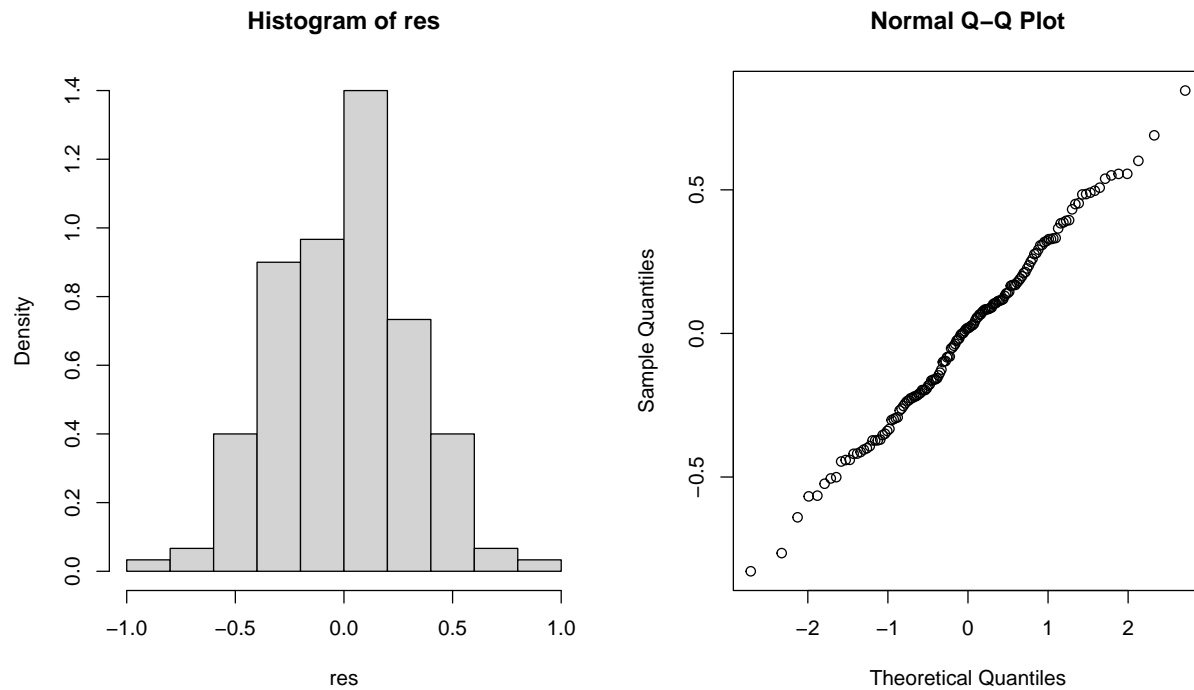 Histogram of res
Density
0.0 0.2 0.4 0.6 0.8 1.0 1.2 1.4
−1.0 −0.5 0.0 0.5 1.0
res
Normal Q−Q Plot
Sample Quantiles
−0.5 0.0 0.5
−2 −1 0 1 2
Theoretical Quantiles